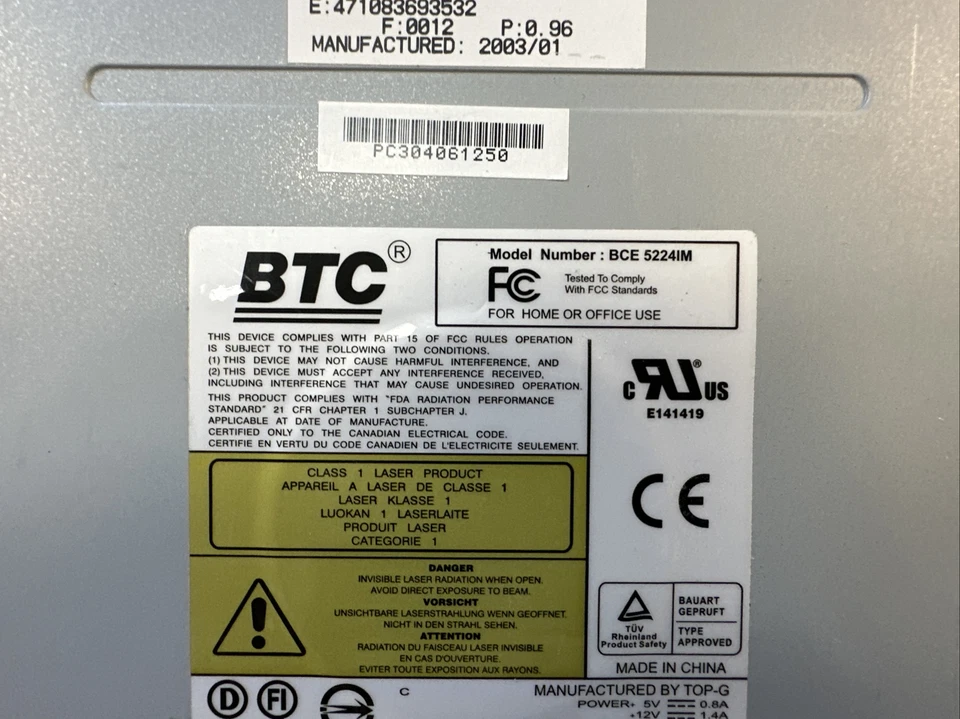 E:471083693532
F:0012 P:0.96
MANUFACTURED: 2003/01
PC304061250
BTC®
Model Number : BCE 5224IM
FC
Tested To Comply
With FCC Standards
FOR HOME OR OFFICE USE
THIS DEVICE COMPLIES WITH PART 15 OF FCC RULES OPERATION
IS SUBJECT TO THE FOLLOWING TWO CONDITIONS.
(1) THIS DEVICE MAY NOT CAUSE HARMFUL INTERFERENCE, AND
(2) THIS DEVICE MUST ACCEPT ANY INTERFERENCE RECEIVED,
INCLUDING INTERFERENCE THAT MAY CAUSE UNDESIRED OPERATION.
THIS PRODUCT COMPLIES WITH "FDA RADIATION PERFORMANCE
STANDARD" 21 CFR CHAPTER 1 SUBCHAPTER J.
APPLICABLE AT DATE OF MANUFACTURE.
CERTIFIED ONLY TO THE CANADIAN ELECTRICAL CODE.
CERTIFIE EN VERTU DU CODE CANADIEN DE L'ELECTRICITE SEULEMENT.
c RU® US
E141419
CLASS 1 LASER PRODUCT
APPAREIL A LASER DE CLASSE 1
LASER KLASSE 1
LUOKAN 1 LASERLAITE
PRODUIT LASER
CATEGORIE 1
CE
DANGER
INVISIBLE LASER RADIATION WHEN OPEN.
AVOID DIRECT EXPOSURE TO BEAM.
VORSICHT
UNSICHTBARE LASERSTRAHLUNG WENN GEOFFNET.
NICHT IN DEN STRAHL SEHEN.
ATTENTION
RADIATION DU FAISCEAU LASER INVISIBLE
EN CAS D'OUVERTURE.
EVITER TOUTE EXPOSITION AUX RAYONS.
TÜV
Rheinland
Product Safety
BAUART
GEPRUFT
TYPE
APPROVED
MADE IN CHINA
D FI
C
MANUFACTURED BY TOP-G
POWER+ 5V 0.8A
+12V 1.4A